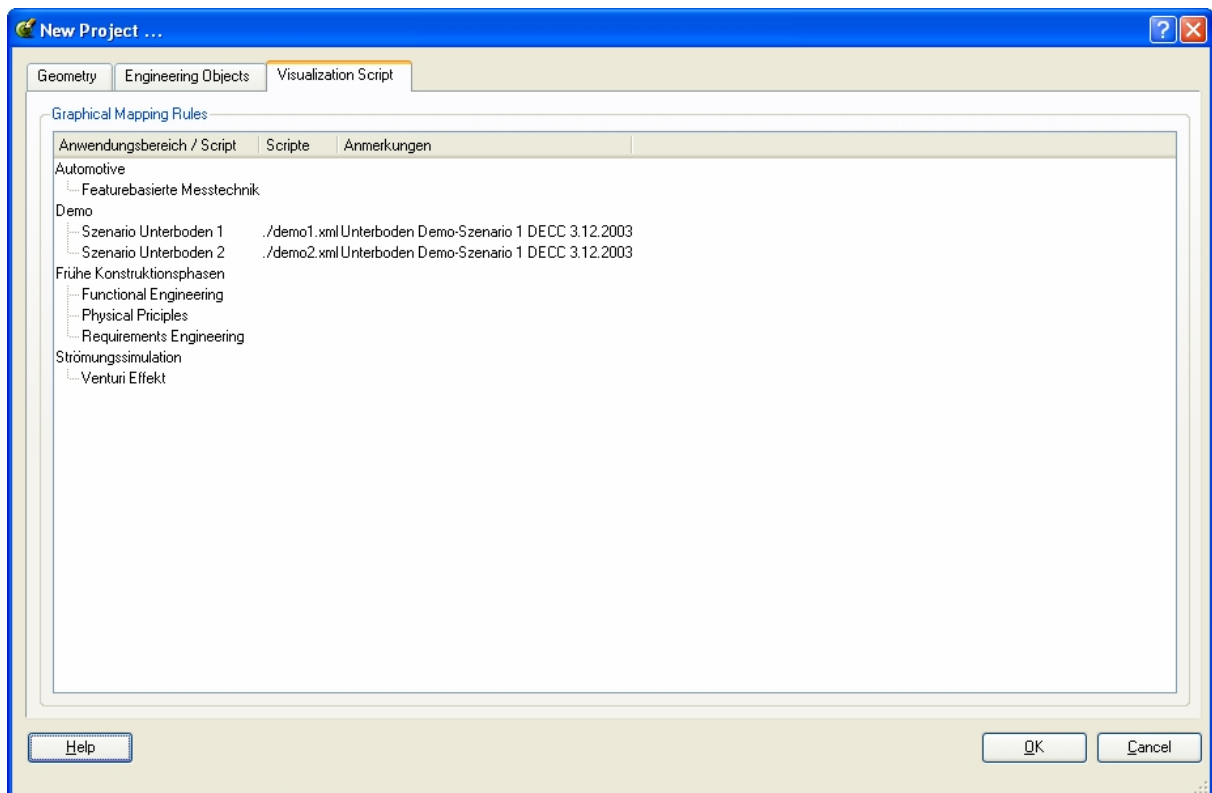 New Project ...
Geometry Engineering Objects Visualization Script
Graphical Mapping Rules
Anwendungsbereich / Script Scripte Anmerkungen
Automotive
Featurebasierte Messtechnik
Demo
Szenario Unterboden 1 ./demo1.xml Unterboden Demo-Szenario 1 DECC 3.12.2003
Szenario Unterboden 2 ./demo2.xml Unterboden Demo-Szenario 1 DECC 3.12.2003
Frühe Konstruktionsphasen
Functional Engineering
Physical Priciples
Requirements Engineering
Strömungssimulation
Venturi Effekt
Help OK Cancel